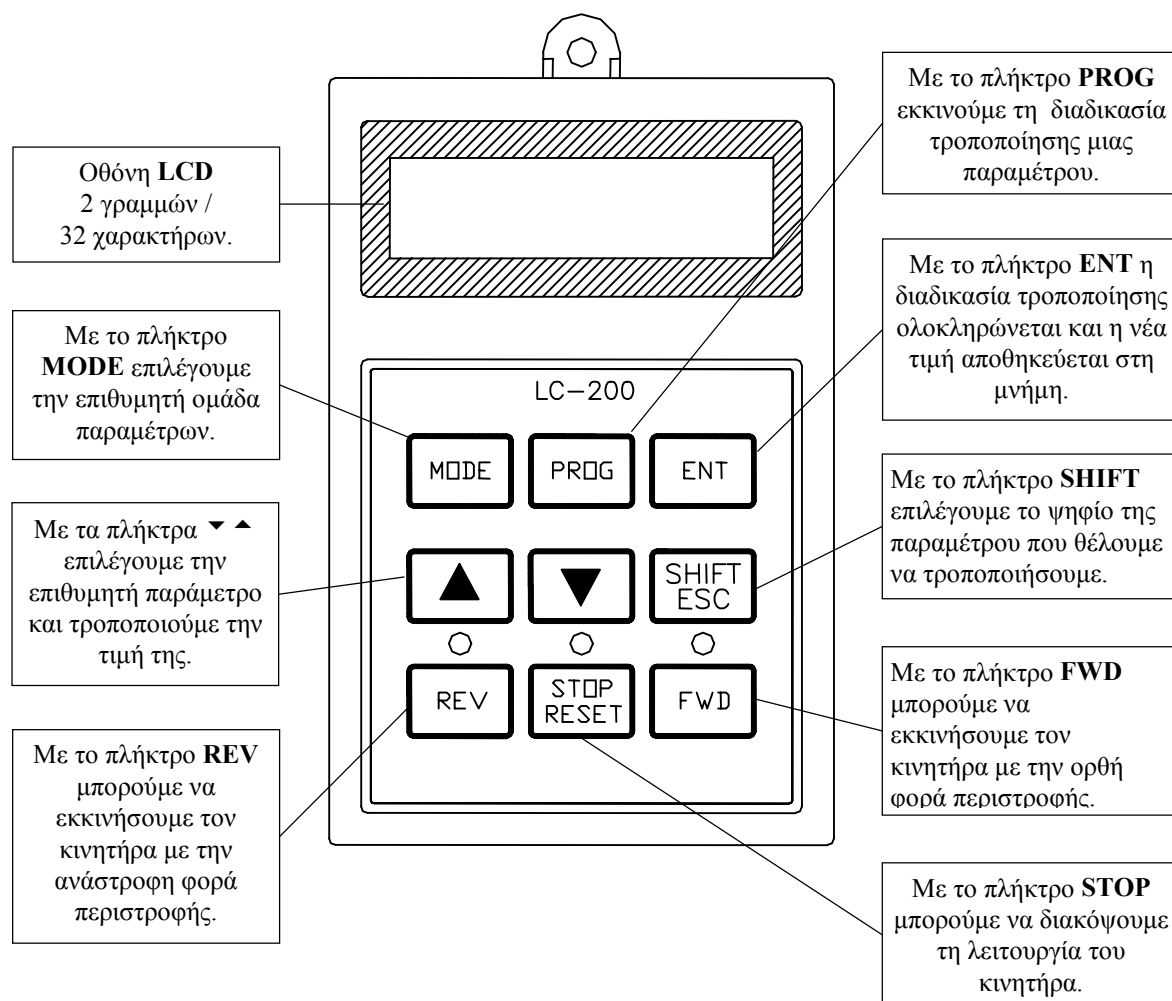 Οθόνη LCD
2 γραμμών /
32 χαρακτήρων.
Με το πλήκτρο
MODE επιλέγουμε
την επιθυμητή ομάδα
παραμέτρων.
Με τα πλήκτρα ▼ ▲
επιλέγουμε την
επιθυμητή παράμετρο
και τροποποιούμε την
τιμή της.
Με το πλήκτρο REV
μπορούμε να
εκκινήσουμε τον
κινητήρα με την
ανάστροφη φορά
περιστροφής.
LC-200
MODE
PROG
ENT
▲
▼
SHIFT
ESC
REV
STOP
RESET
FWD
Με το πλήκτρο PROG
εκκινούμε τη διαδικασία
τροποποίησης μιας
παραμέτρου.
Με το πλήκτρο ENT η
διαδικασία τροποποίησης
ολοκληρώνεται και η νέα
τιμή αποθηκεύεται στη
μνήμη.
Με το πλήκτρο SHIFT
επιλέγουμε το ψηφίο της
παραμέτρου που θέλουμε
να τροποποιήσουμε.
Με το πλήκτρο FWD
μπορούμε να
εκκινήσουμε τον
κινητήρα με την ορθή
φορά περιστροφής.
Με το πλήκτρο STOP
μπορούμε να διακόψουμε
τη λειτουργία του
κινητήρα.